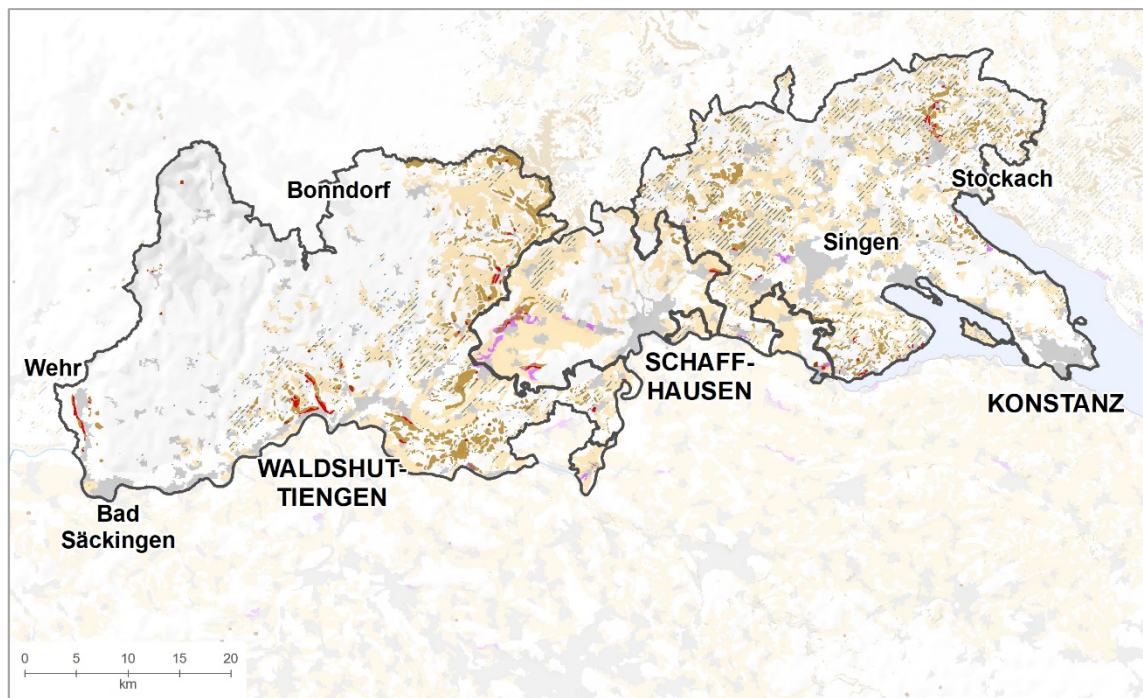 Bonndorf
Stockach
Singen
Wehr
SCHAFF-
HAUSEN
KONSTANZ
WALDSHUT-
TIENGEN
Bad
Säckingen
0 5 10 15 20
km